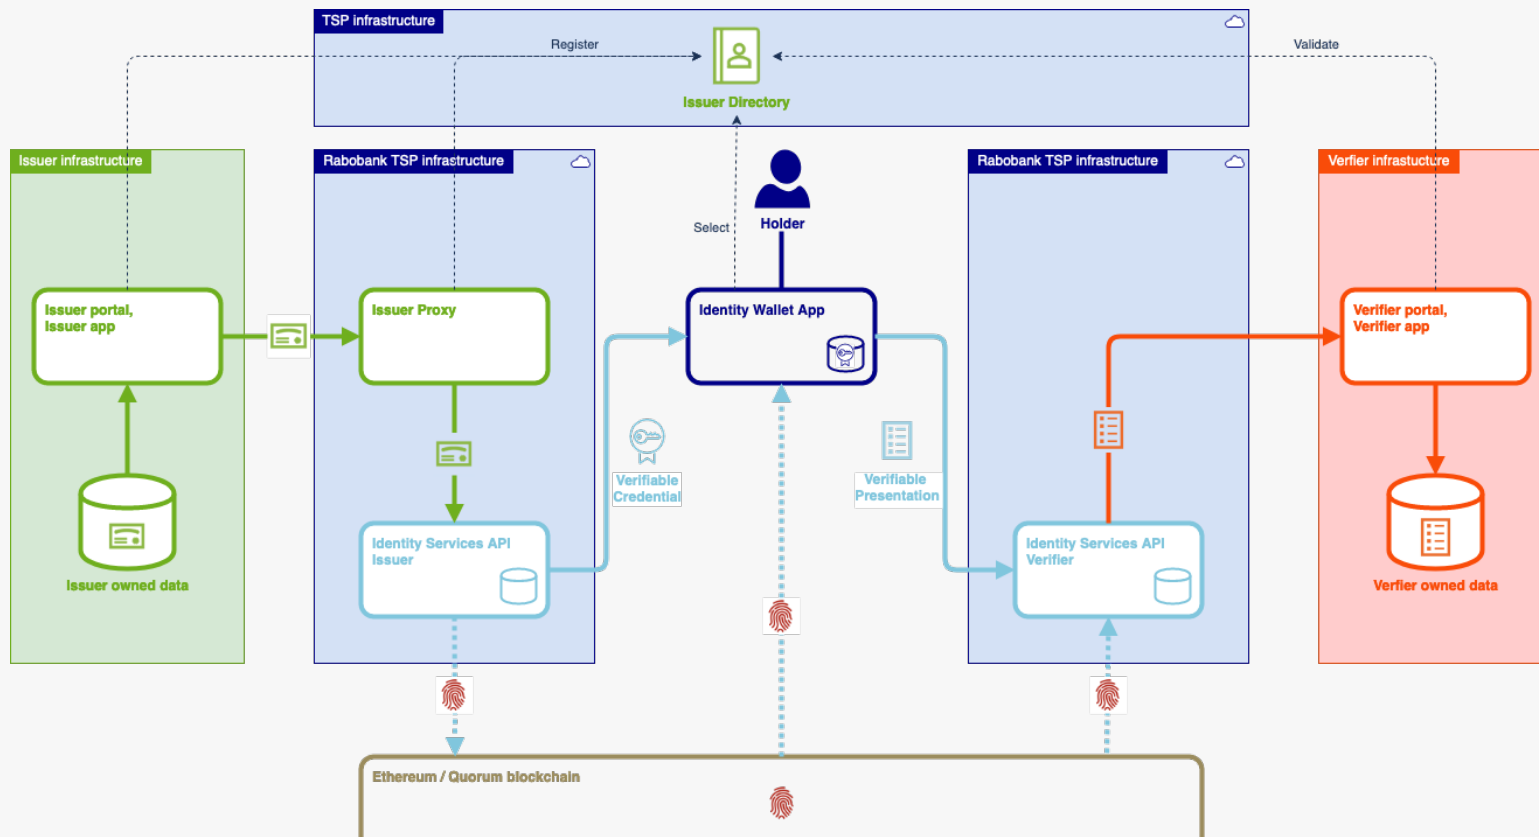 TSP infrastructure
Register
Validate
Issuer Directory
Issuer infrastructure
Rabobank TSP infrastructure
Rabobank TSP infrastructure
Verfier infrastucture
Select
Holder
Issuer portal,
Issuer app
Issuer Proxy
Identity Wallet App
Verifier portal,
Verifier app
Verifiable
Credential
Verifiable
Presentation
Identity Services API
Issuer
Identity Services API
Verifier
Issuer owned data
Verfier owned data
Ethereum / Quorum blockchain